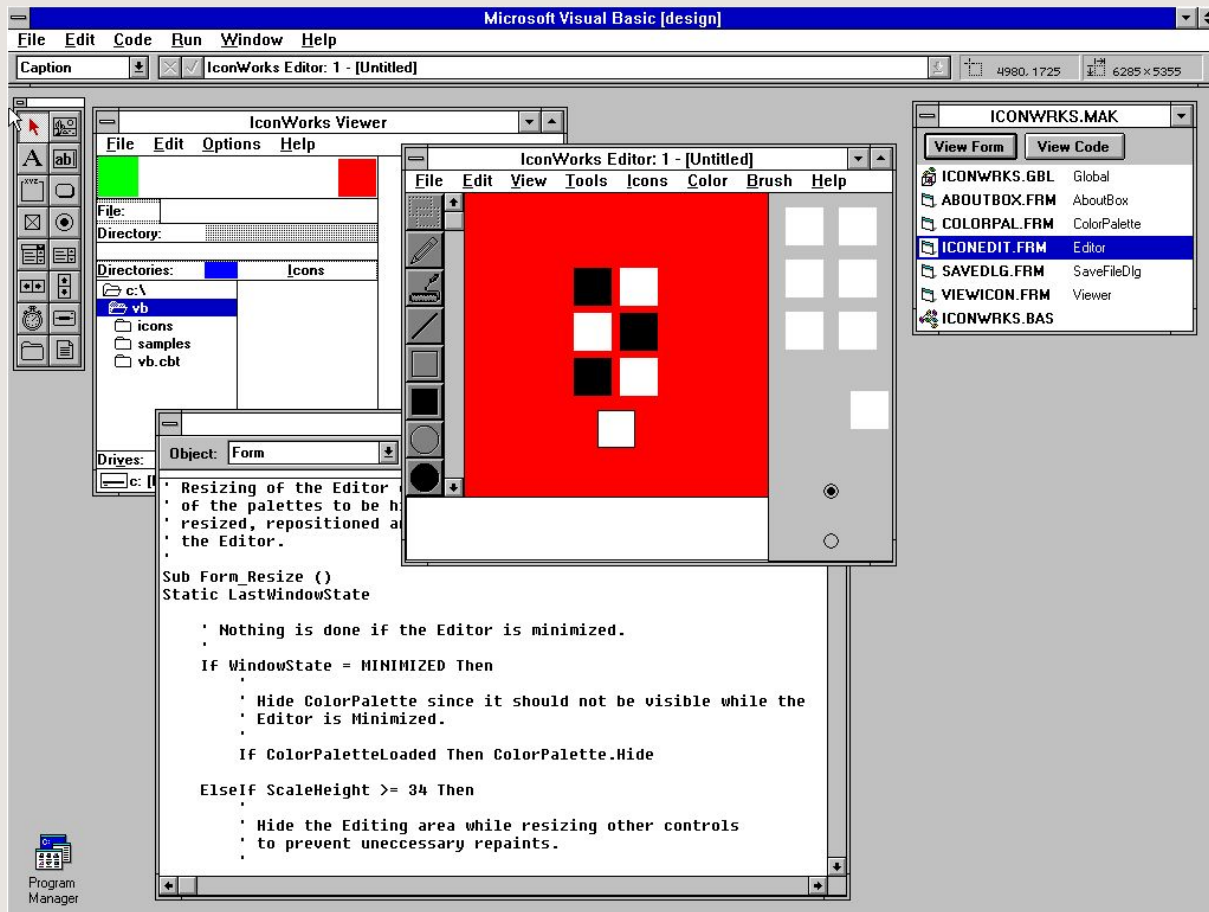 Microsoft Visual Basic [design]
File Edit Code Run Window Help
Caption IconWorks Editor: 1 - [Untitled] 4980, 1725 6285×5355
A ab
XYZ
IconWorks Viewer
File Edit Options Help
File:
Directory:
Directories: Icons
c:\
vb
icons
samples
vb.cbt
Drives:
c: [
IconWorks Editor: 1 - [Untitled]
File Edit View Tools Icons Color Brush Help
ICONWRKS.MAK
View Form View Code
ICONWRKS.GBL Global
ABOUTBOX.FRM AboutBox
COLORPAL.FRM ColorPalette
ICONEDIT.FRM Editor
SAVEDLG.FRM SaveFileDlg
VIEWICON.FRM Viewer
ICONWRKS.BAS
Object: Form
' Resizing of the Editor
' of the palettes to be
' resized, repositioned
' the Editor.
'
Sub Form_Resize ()
Static LastWindowState
' Nothing is done if the Editor is minimized.
'
If WindowState = MINIMIZED Then
'
' Hide ColorPalette since it should not be visible while the
' Editor is Minimized.
'
If ColorPaletteLoaded Then ColorPalette.Hide
ElseIf ScaleHeight >= 34 Then
'
' Hide the Editing area while resizing other controls
' to prevent uneccessary repaints.
'
Program
Manager